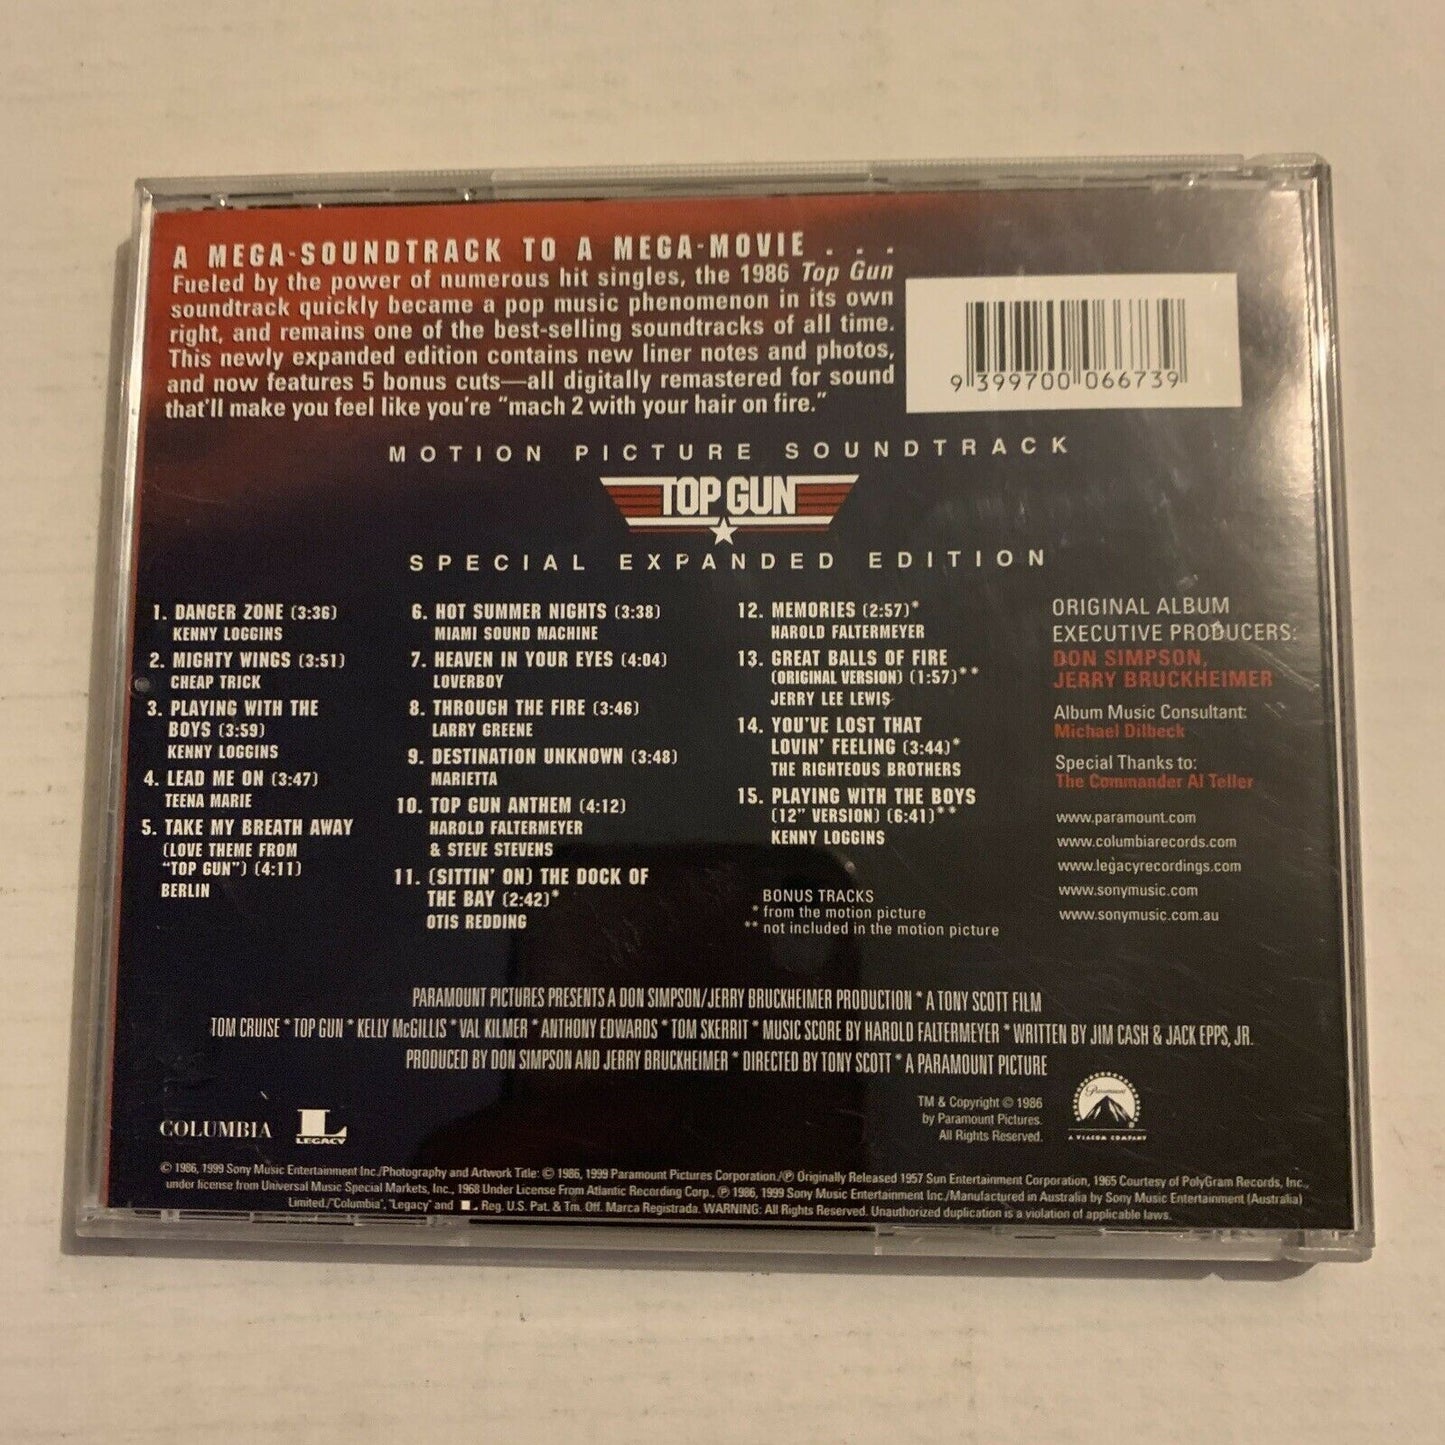 A MEGA-SOUNDTRACK TO A MEGA-MOVIE . . .
Fueled by the power of numerous hit singles, the 1986 Top Gun
soundtrack quickly became a pop music phenomenon in its own
right, and remains one of the best-selling soundtracks of all time.
This newly expanded edition contains new liner notes and photos,
and now features 5 bonus cuts—all digitally remastered for sound
that'll make you feel like you're "mach 2 with your hair on fire."
9 399700 066739
MOTION PICTURE SOUNDTRACK
TOP GUN
SPECIAL EXPANDED EDITION
1. DANGER ZONE (3:36)
KENNY LOGGINS
2. MIGHTY WINGS (3:51)
CHEAP TRICK
3. PLAYING WITH THE
BOYS (3:59)
KENNY LOGGINS
4. LEAD ME ON (3:47)
TEENA MARIE
5. TAKE MY BREATH AWAY
(LOVE THEME FROM
"TOP GUN") (4:11)
BERLIN
6. HOT SUMMER NIGHTS (3:38)
MIAMI SOUND MACHINE
7. HEAVEN IN YOUR EYES (4:04)
LOVERBOY
8. THROUGH THE FIRE (3:46)
LARRY GREENE
9. DESTINATION UNKNOWN (3:48)
MARIETTA
10. TOP GUN ANTHEM (4:12)
HAROLD FALTERMEYER
& STEVE STEVENS
11. (SITTIN' ON) THE DOCK OF
THE BAY (2:42)*
OTIS REDDING
12. MEMORIES (2:57)*
HAROLD FALTERMEYER
13. GREAT BALLS OF FIRE
(ORIGINAL VERSION) (1:57)**
JERRY LEE LEWIS
14. YOU'VE LOST THAT
LOVIN' FEELING (3:44)*
THE RIGHTEOUS BROTHERS
15. PLAYING WITH THE BOYS
(12" VERSION) (6:41)**
KENNY LOGGINS
BONUS TRACKS
* from the motion picture
** not included in the motion picture
ORIGINAL ALBUM
EXECUTIVE PRODUCERS:
DON SIMPSON,
JERRY BRUCKHEIMER
Album Music Consultant:
Michael Dilbeck
Special Thanks to:
The Commander Al Teller
www.paramount.com
www.columbiarecords.com
www.legacyrecordings.com
www.sonymusic.com
www.sonymusic.com.au
PARAMOUNT PICTURES PRESENTS A DON SIMPSON/JERRY BRUCKHEIMER PRODUCTION * A TONY SCOTT FILM
TOM CRUISE * TOP GUN * KELLY McGILLIS * VAL KILMER * ANTHONY EDWARDS * TOM SKERRIT * MUSIC SCORE BY HAROLD FALTERMEYER * WRITTEN BY JIM CASH & JACK EPPS, JR.
PRODUCED BY DON SIMPSON AND JERRY BRUCKHEIMER * DIRECTED BY TONY SCOTT * A PARAMOUNT PICTURE
COLUMBIA
L
LEGACY
TM & Copyright © 1986
by Paramount Pictures.
All Rights Reserved.
Paramount
A VIACOM COMPANY
© 1986, 1999 Sony Music Entertainment Inc./Photography and Artwork Title: © 1986, 1999 Paramount Pictures Corporation./℗ Originally Released 1957 Sun Entertainment Corporation, 1965 Courtesy of PolyGram Records, Inc.,
under license from Universal Music Special Markets, Inc., 1968 Under License From Atlantic Recording Corp., ℗ 1986, 1999 Sony Music Entertainment Inc./Manufactured in Australia by Sony Music Entertainment (Australia)
Limited./"Columbia", "Legacy" and L Reg. U.S. Pat. & Tm. Off. Marca Registrada. WARNING: All Rights Reserved. Unauthorized duplication is a violation of applicable laws.